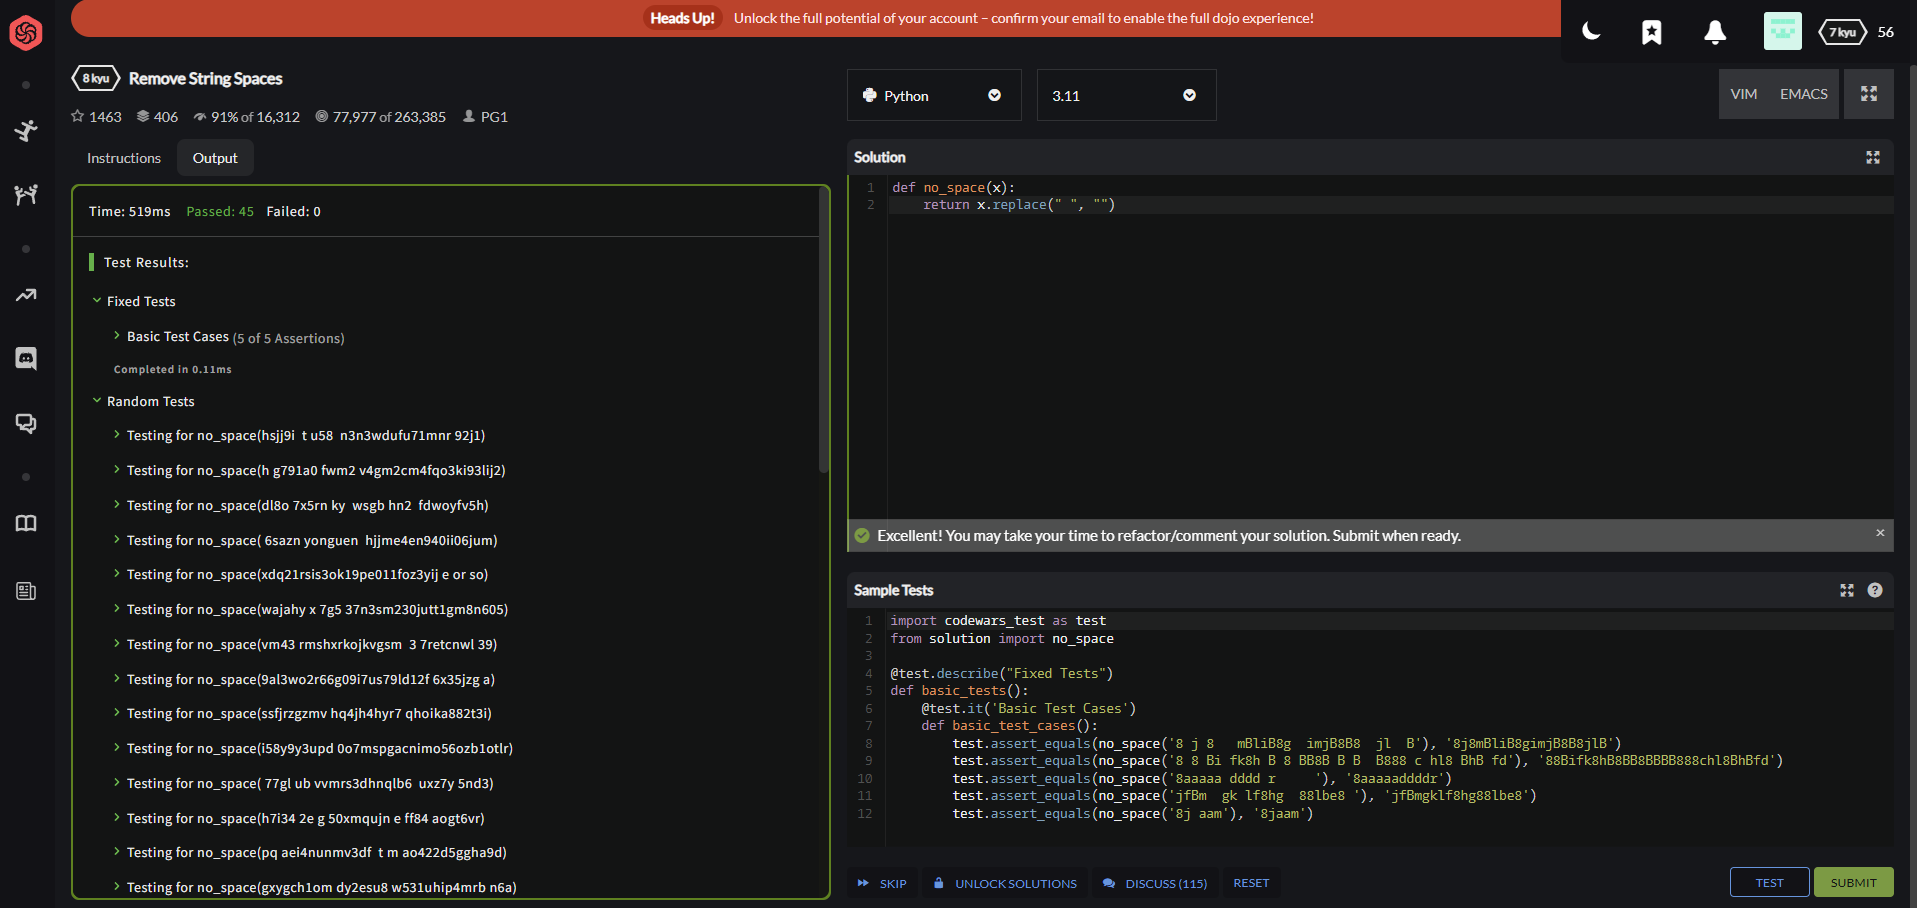 Heads Up! Unlock the full potential of your account – confirm your email to enable the full dojo experience!
7 kyu 56
8 kyu Remove String Spaces
1463 406 91% of 16,312 77,977 of 263,385 PG1
Instructions Output
Time: 519ms Passed: 45 Failed: 0
Test Results:
Fixed Tests
Basic Test Cases (5 of 5 Assertions)
Completed in 0.11ms
Random Tests
Testing for no_space(hsjj9i  t u58  n3n3wdufu71mnr 92j1)
Testing for no_space(h g791a0 fwm2 v4gm2cm4fqo3ki93lij2)
Testing for no_space(dl8o 7x5rn ky  wsgb hn2  fdwoyfv5h)
Testing for no_space( 6sazn yonguen  hjjme4en940ii06jum)
Testing for no_space(xdq21rsis3ok19pe011foz3yij e or so)
Testing for no_space(wajahy x 7g5 37n3sm230jutt1gm8n605)
Testing for no_space(vm43 rmshxrkojkvgsm  3 7retcnwl 39)
Testing for no_space(9al3wo2r66g09i7us79ld12f 6x35jzg a)
Testing for no_space(ssfjrzgzmv hq4jh4hyr7 qhoika882t3i)
Testing for no_space(i58y9y3upd 0o7mspgacnimo56ozb1otlr)
Testing for no_space( 77gl ub vvmrs3dhnqlb6  uxz7y 5nd3)
Testing for no_space(h7i34 2e g 50xmqujn e ff84 aogt6vr)
Testing for no_space(pq aei4nunmv3df  t m ao422d5ggha9d)
Testing for no_space(gxygch1om dy2esu8 w531uhip4mrb n6a)
Python 3.11 VIM EMACS
Solution
1 def no_space(x):
2     return x.replace(" ", "")
Excellent! You may take your time to refactor/comment your solution. Submit when ready. ×
Sample Tests
1 import codewars_test as test
2 from solution import no_space
3
4 @test.describe("Fixed Tests")
5 def basic_tests():
6     @test.it('Basic Test Cases')
7     def basic_test_cases():
8         test.assert_equals(no_space('8 j 8   mBliB8g  imjB8B8  jl  B'), '8j8mBliB8gimjB8B8jlB')
9         test.assert_equals(no_space('8 8 Bi fk8h B 8 BB8B B B  B888 c hl8 BhB fd'), '88Bifk8hB8BB8BBBB888chl8BhBfd')
10         test.assert_equals(no_space('8aaaaa dddd r     '), '8aaaaaddddr')
11         test.assert_equals(no_space('jfBm  gk lf8hg  88lbe8 '), 'jfBmgklf8hg88lbe8')
12         test.assert_equals(no_space('8j aam'), '8jaam')
SKIP UNLOCK SOLUTIONS DISCUSS (115) RESET TEST SUBMIT